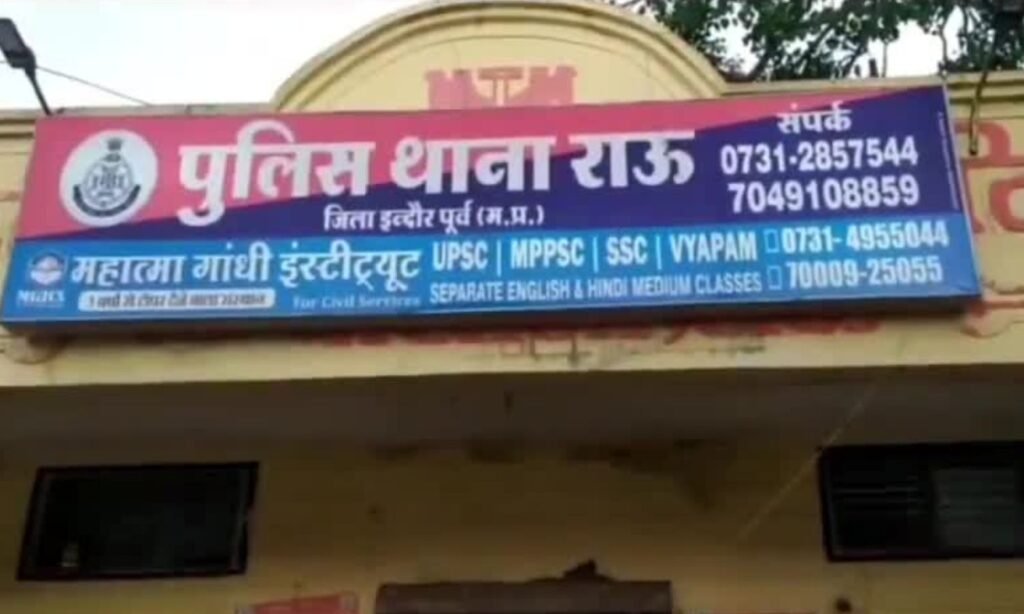 पुलिस थाना राऊ
जिला इन्दौर पूर्व (म.प्र.)
संपर्क
0731-2857544
7049108859
महात्मा गांधी इंस्टीट्र्यूट
For Civil Services
UPSC | MPPSC | SSC | VYAPAM
SEPARATE ENGLISH & HINDI MEDIUM CLASSES
0731- 4955044
70009-25055